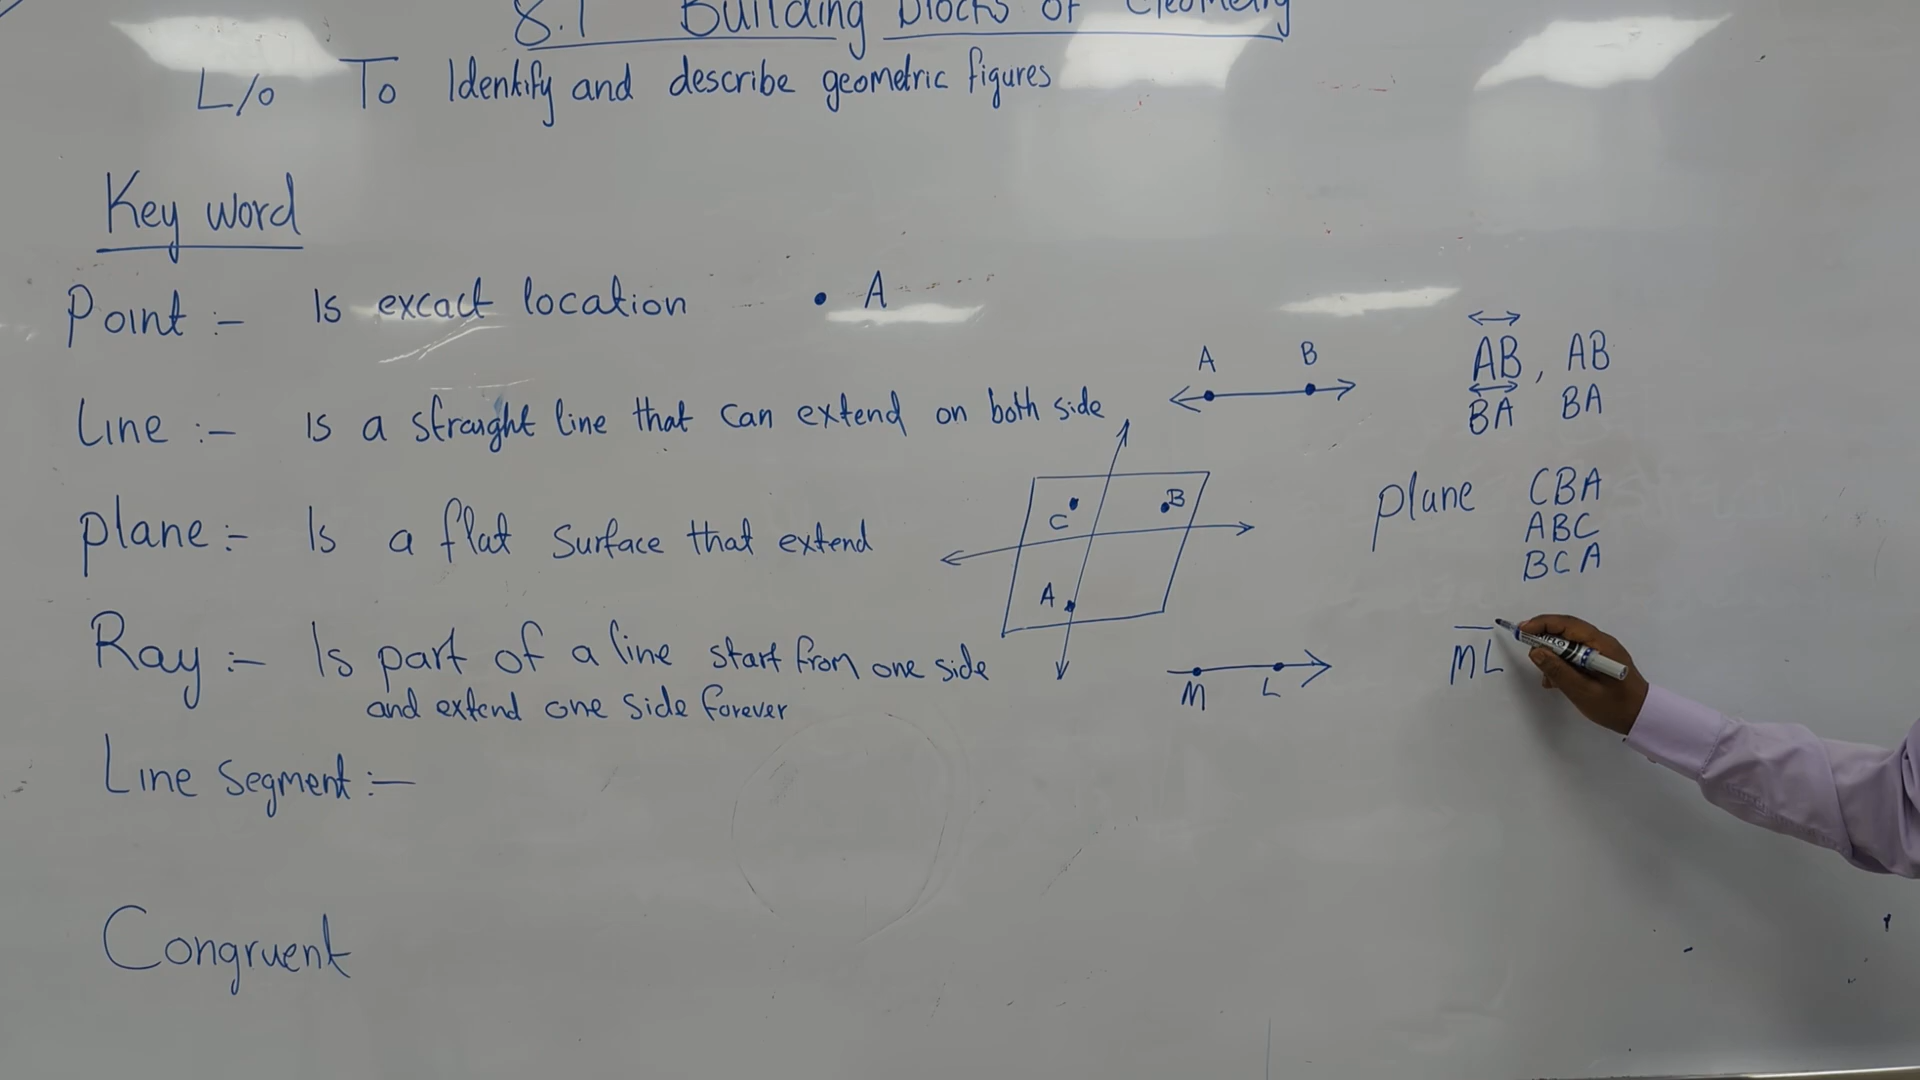 8.1 Building Blocks of Geometry
L/o To Identify and describe geometric figures
Key word
Point :- Is excact location • A
Line :- is a straight line that can extend on both side
A B
AB, AB
BA BA
plane :- Is a flat surface that extend
C B
A
plane CBA
ABC
BCA
Ray :- Is part of a line start from one side
and extend one side forever
M L
ML
Line segment :-
Congruent